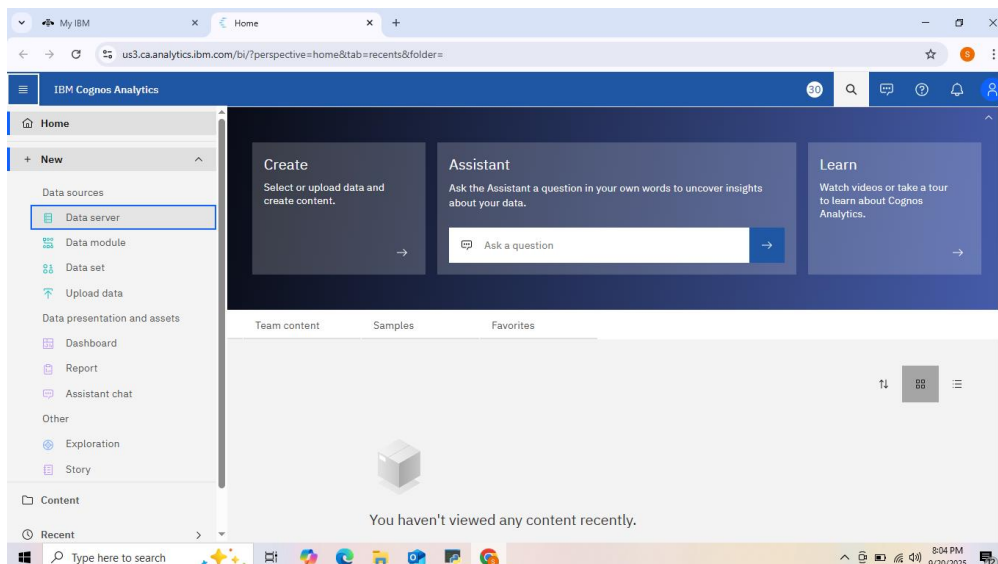 My IBM
Home
us3.ca.analytics.ibm.com/bi/?perspective=home&tab=recents&folder=
S
IBM Cognos Analytics
30
Home
New
Data sources
Data server
Data module
Data set
Upload data
Data presentation and assets
Dashboard
Report
Assistant chat
Other
Exploration
Story
Content
Recent
Create
Select or upload data and
create content.
Assistant
Ask the Assistant a question in your own words to uncover insights
about your data.
Ask a question
Learn
Watch videos or take a tour
to learn about Cognos
Analytics.
Team content
Samples
Favorites
You haven't viewed any content recently.
Type here to search
8:04 PM
9/20/2025